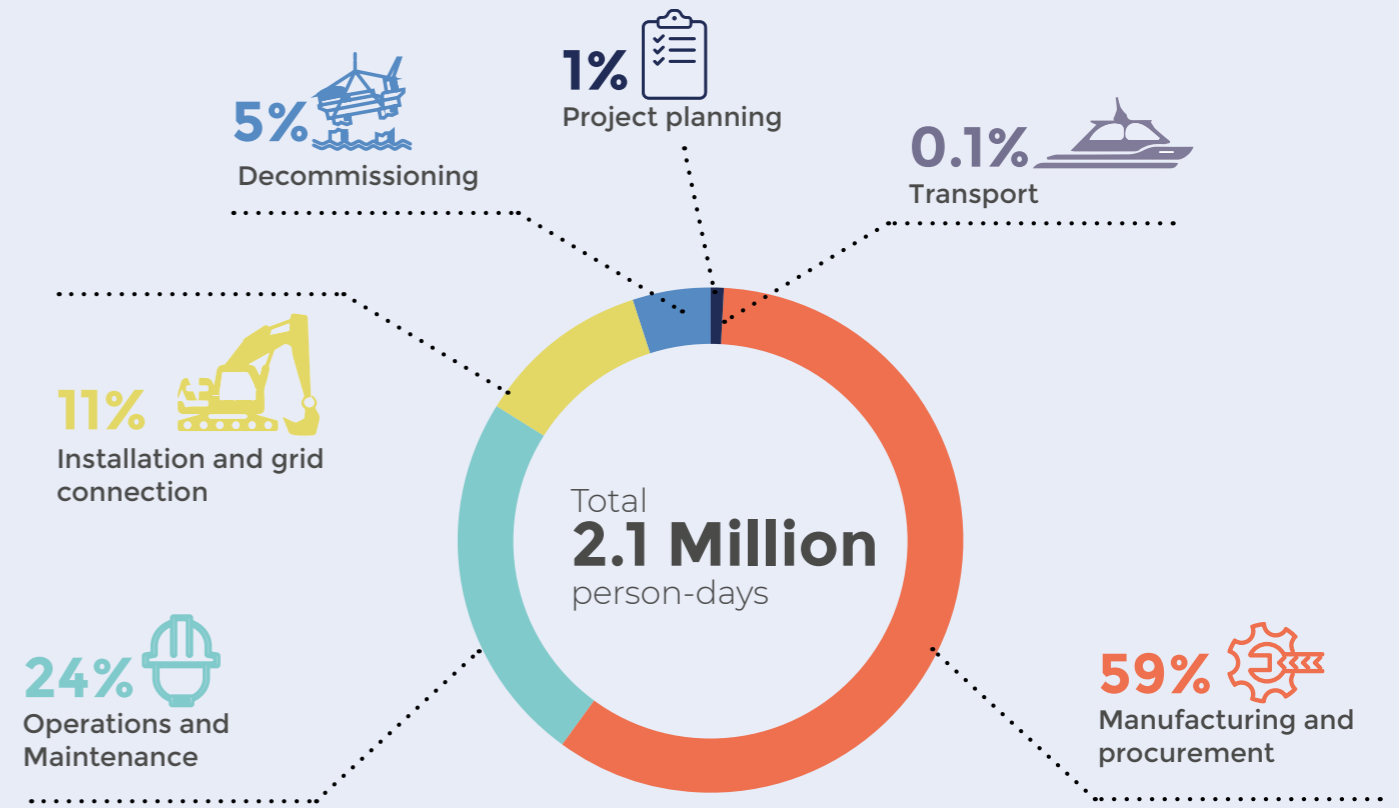 1%
Project planning
5%
Decommissioning
0.1%
Transport
11%
Installation and grid
connection
Total
2.1 Million
person-days
24%
Operations and
Maintenance
59%
Manufacturing and
procurement